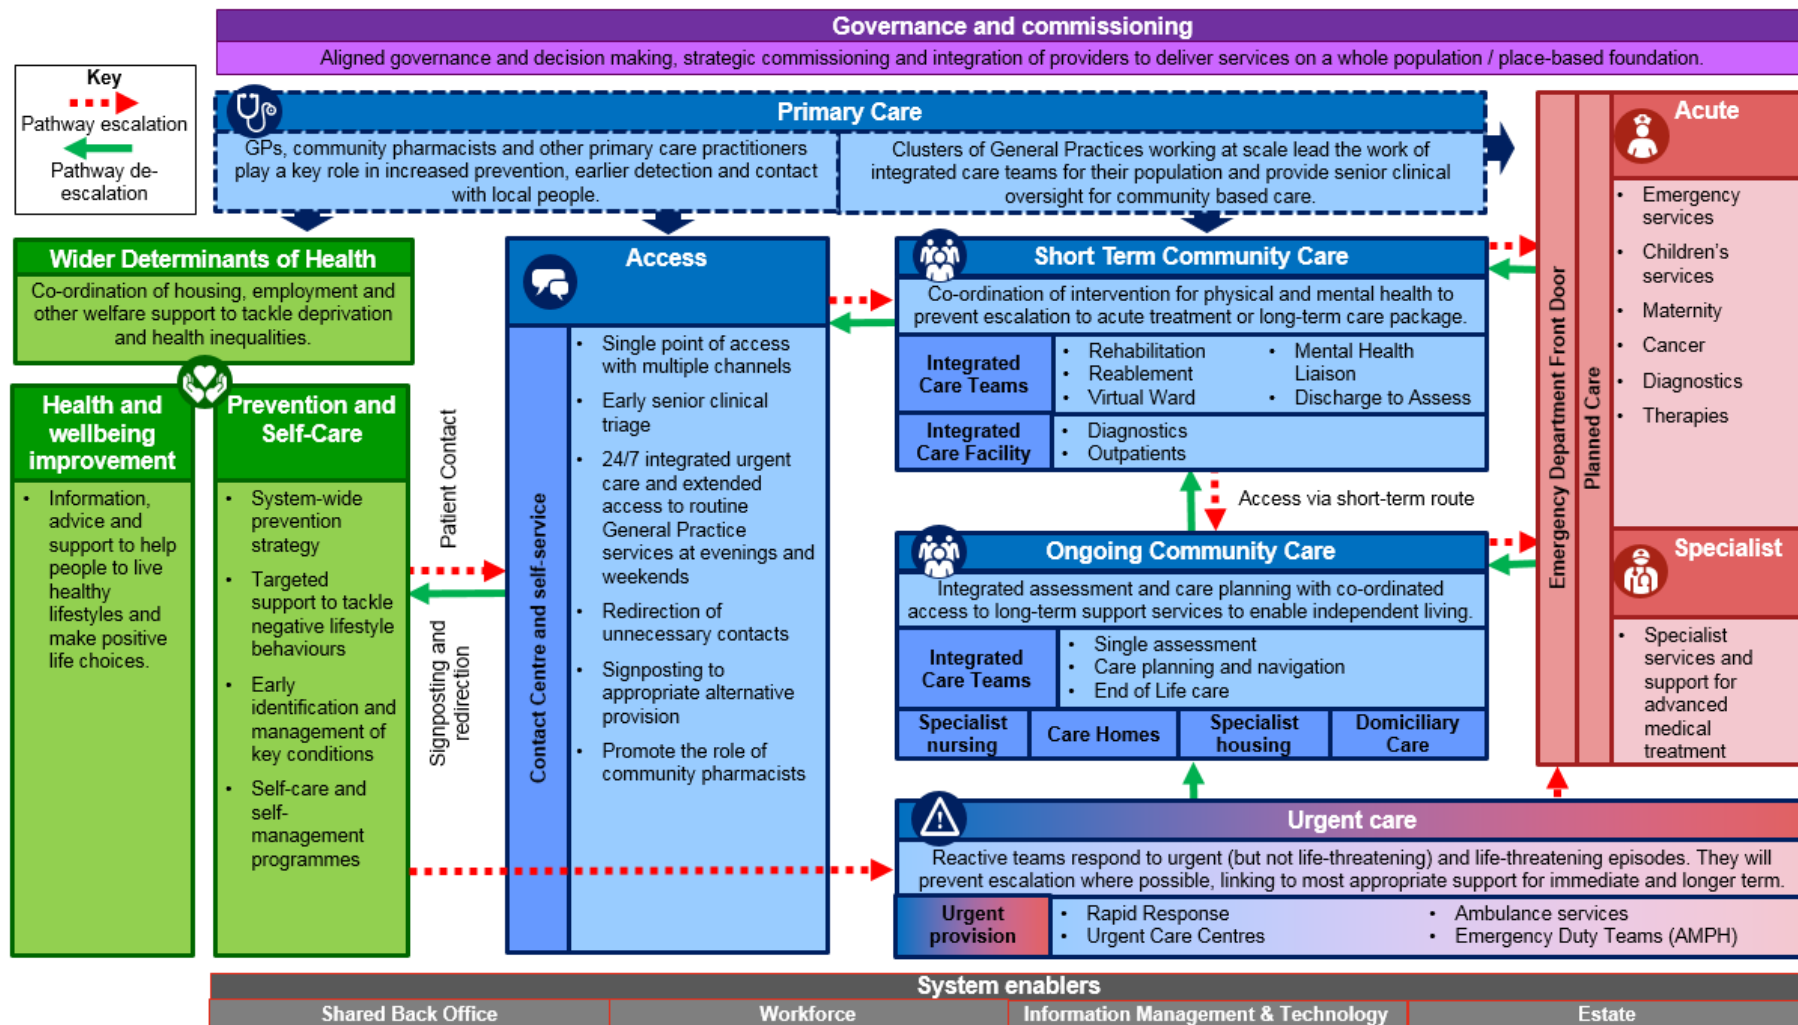 Governance and commissioning
Aligned governance and decision making, strategic commissioning and integration of providers to deliver services on a whole population / place-based foundation.
Key
Pathway escalation
Pathway de-
escalation
Primary Care
GPs, community pharmacists and other primary care practitioners
play a key role in increased prevention, earlier detection and contact
with local people.
Clusters of General Practices working at scale lead the work of
integrated care teams for their population and provide senior clinical
oversight for community based care.
Wider Determinants of Health
Co-ordination of housing, employment and
other welfare support to tackle deprivation
and health inequalities.
Health and
wellbeing
improvement
• Information,
advice and
support to help
people to live
healthy
lifestyles and
make positive
life choices.
Prevention and
Self-Care
• System-wide
prevention
strategy
• Targeted
support to tackle
negative lifestyle
behaviours
• Early
identification and
management of
key conditions
• Self-care and
self-
management
programmes
Patient Contact
Signposting and
redirection
Access
Contact Centre and self-service
• Single point of access
with multiple channels
• Early senior clinical
triage
• 24/7 integrated urgent
care and extended
access to routine
General Practice
services at evenings and
weekends
• Redirection of
unnecessary contacts
• Signposting to
appropriate alternative
provision
• Promote the role of
community pharmacists
Short Term Community Care
Co-ordination of intervention for physical and mental health to
prevent escalation to acute treatment or long-term care package.
Integrated
Care Teams
• Rehabilitation
• Reablement
• Virtual Ward
• Mental Health
Liaison
• Discharge to Assess
Integrated
Care Facility
• Diagnostics
• Outpatients
Access via short-term route
Ongoing Community Care
Integrated assessment and care planning with co-ordinated
access to long-term support services to enable independent living.
Integrated
Care Teams
• Single assessment
• Care planning and navigation
• End of Life care
Specialist
nursing
Care Homes
Specialist
housing
Domiciliary
Care
Urgent care
Reactive teams respond to urgent (but not life-threatening) and life-threatening episodes. They will
prevent escalation where possible, linking to most appropriate support for immediate and longer term.
Urgent
provision
• Rapid Response
• Urgent Care Centres
• Ambulance services
• Emergency Duty Teams (AMPH)
Emergency Department Front Door
Planned Care
Acute
• Emergency
services
• Children's
services
• Maternity
• Cancer
• Diagnostics
• Therapies
Specialist
• Specialist
services and
support for
advanced
medical
treatment
System enablers
Shared Back Office
Workforce
Information Management & Technology
Estate